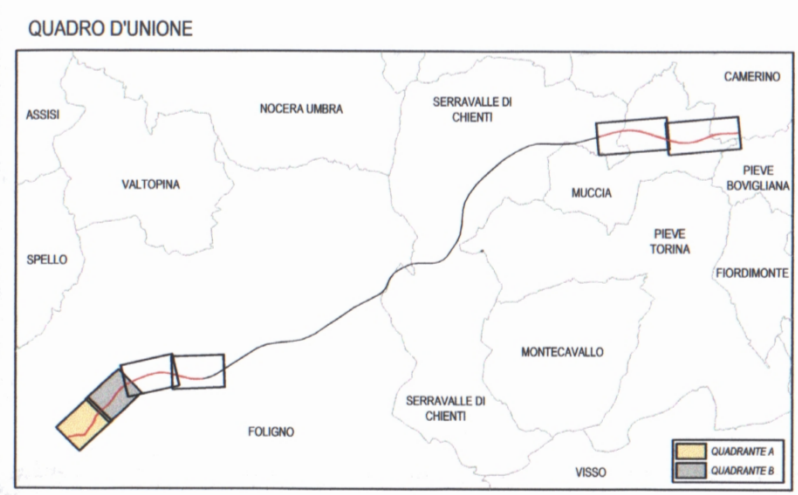 QUADRO D'UNIONE
CAMERINO
ASSISI
NOCERA UMBRA
SERRAVALLE DI
CHIENTI
VALTOPINA
MUCCIA
PIEVE
BOVIGLIANA
PIEVE
TORINA
SPELLO
FIORDIMONTE
MONTECAVALLO
SERRAVALLE DI
CHIENTI
FOLIGNO
VISSO
QUADRANTE A
QUADRANTE B